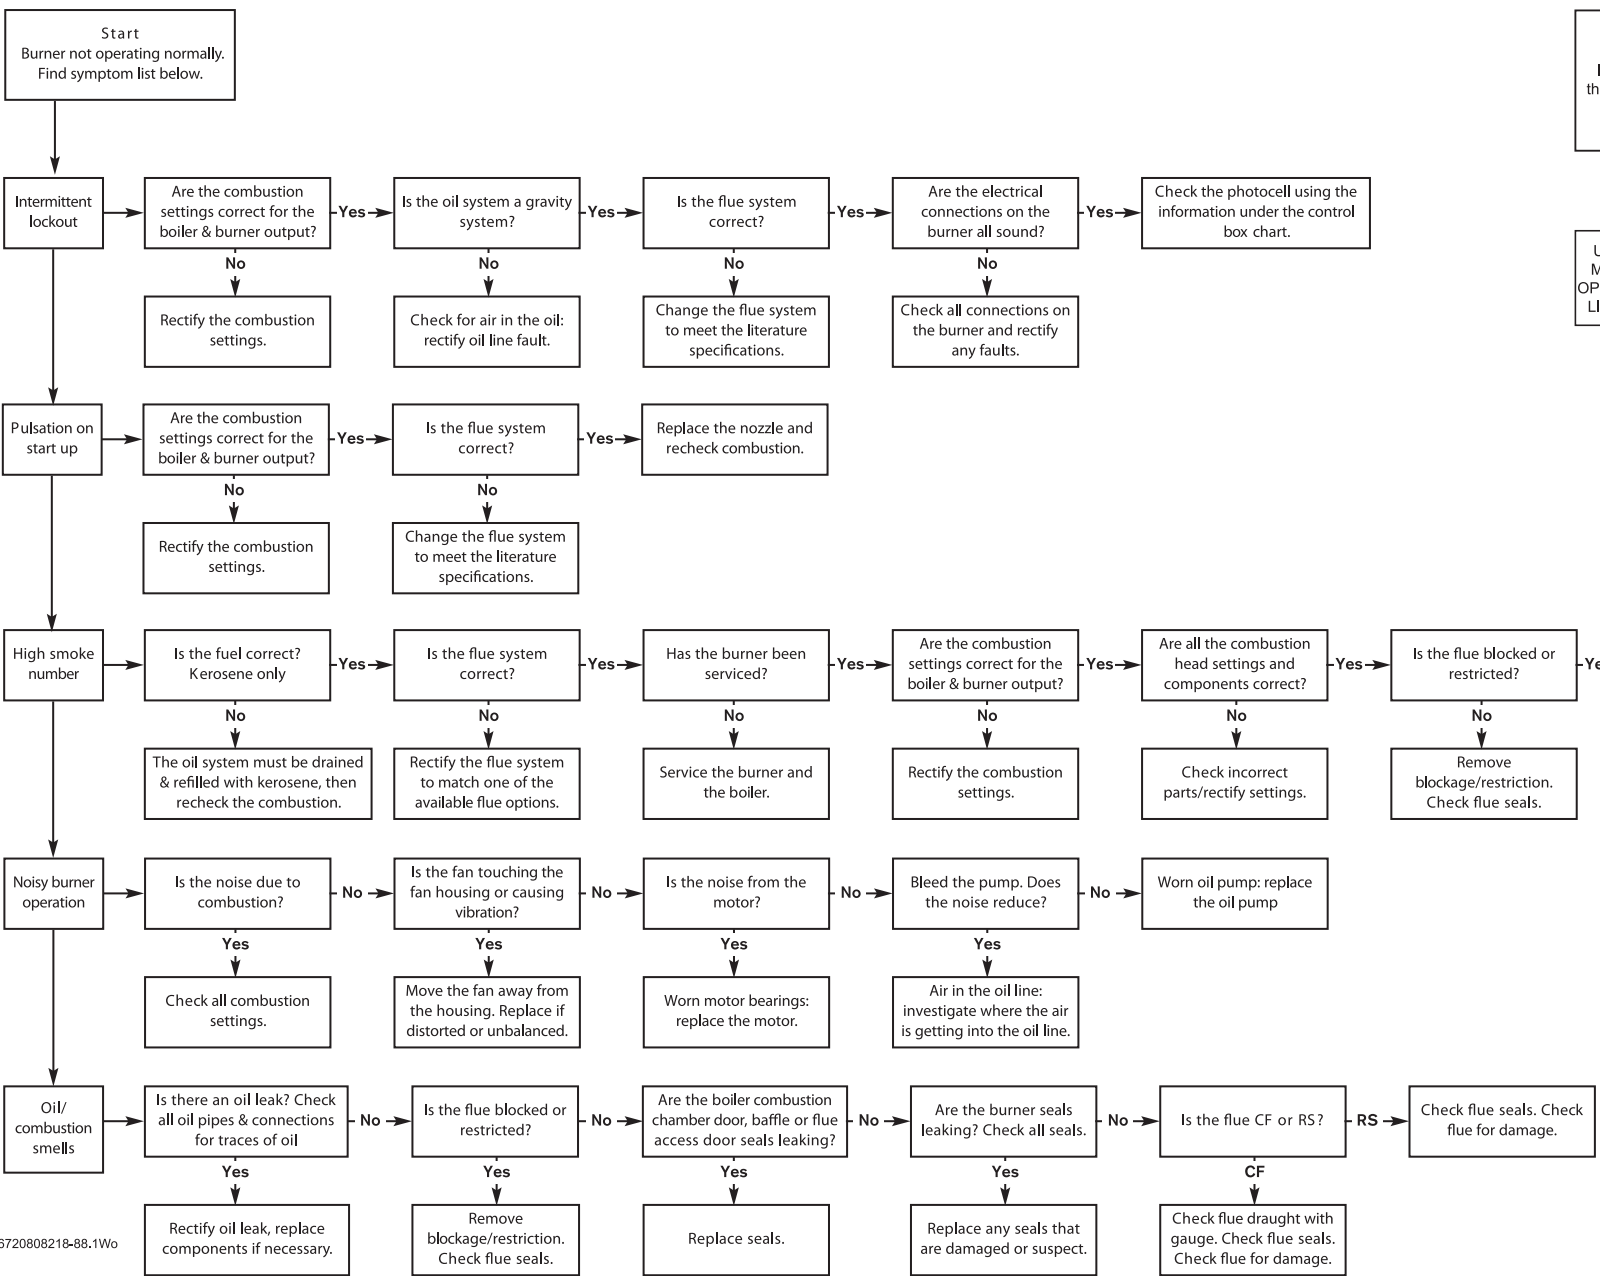 Start
Burner not operating normally.
Find symptom list below.
Intermittent
lockout
Are the combustion
settings correct for the
boiler & burner output?
Yes
Is the oil system a gravity
system?
Yes
Is the flue system
correct?
Yes
Are the electrical
connections on the
burner all sound?
Yes
Check the photocell using the
information under the control
box chart.
No
No
No
No
Rectify the combustion
settings.
Check for air in the oil:
rectify oil line fault.
Change the flue system
to meet the literature
specifications.
Check all connections on
the burner and rectify
any faults.
Pulsation on
start up
Are the combustion
settings correct for the
boiler & burner output?
Yes
Is the flue system
correct?
Yes
Replace the nozzle and
recheck combustion.
No
No
Rectify the combustion
settings.
Change the flue system
to meet the literature
specifications.
High smoke
number
Is the fuel correct?
Kerosene only
Yes
Is the flue system
correct?
Yes
Has the burner been
serviced?
Yes
Are the combustion
settings correct for the
boiler & burner output?
Yes
Are all the combustion
head settings and
components correct?
Yes
Is the flue blocked or
restricted?
No
No
No
No
No
No
The oil system must be drained
& refilled with kerosene, then
recheck the combustion.
Rectify the flue system
to match one of the
available flue options.
Service the burner and
the boiler.
Rectify the combustion
settings.
Check incorrect
parts/rectify settings.
Remove
blockage/restriction.
Check flue seals.
Noisy burner
operation
Is the noise due to
combustion?
No
Is the fan touching the
fan housing or causing
vibration?
No
Is the noise from the
motor?
No
Bleed the pump. Does
the noise reduce?
No
Worn oil pump: replace
the oil pump
Yes
Yes
Yes
Yes
Check all combustion
settings.
Move the fan away from
the housing. Replace if
distorted or unbalanced.
Worn motor bearings:
replace the motor.
Air in the oil line:
investigate where the air
is getting into the oil line.
Oil/
combustion
smells
Is there an oil leak? Check
all oil pipes & connections
for traces of oil
No
Is the flue blocked or
restricted?
No
Are the boiler combustion
chamber door, baffle or flue
access door seals leaking?
No
Are the burner seals
leaking? Check all seals.
No
Is the flue CF or RS?
RS
Check flue seals. Check
flue for damage.
Yes
Yes
Yes
Yes
CF
Rectify oil leak, replace
components if necessary.
Remove
blockage/restriction.
Check flue seals.
Replace seals.
Replace any seals that
are damaged or suspect.
Check flue draught with
gauge. Check flue seals.
Check flue for damage.
6720808218-88.1Wo